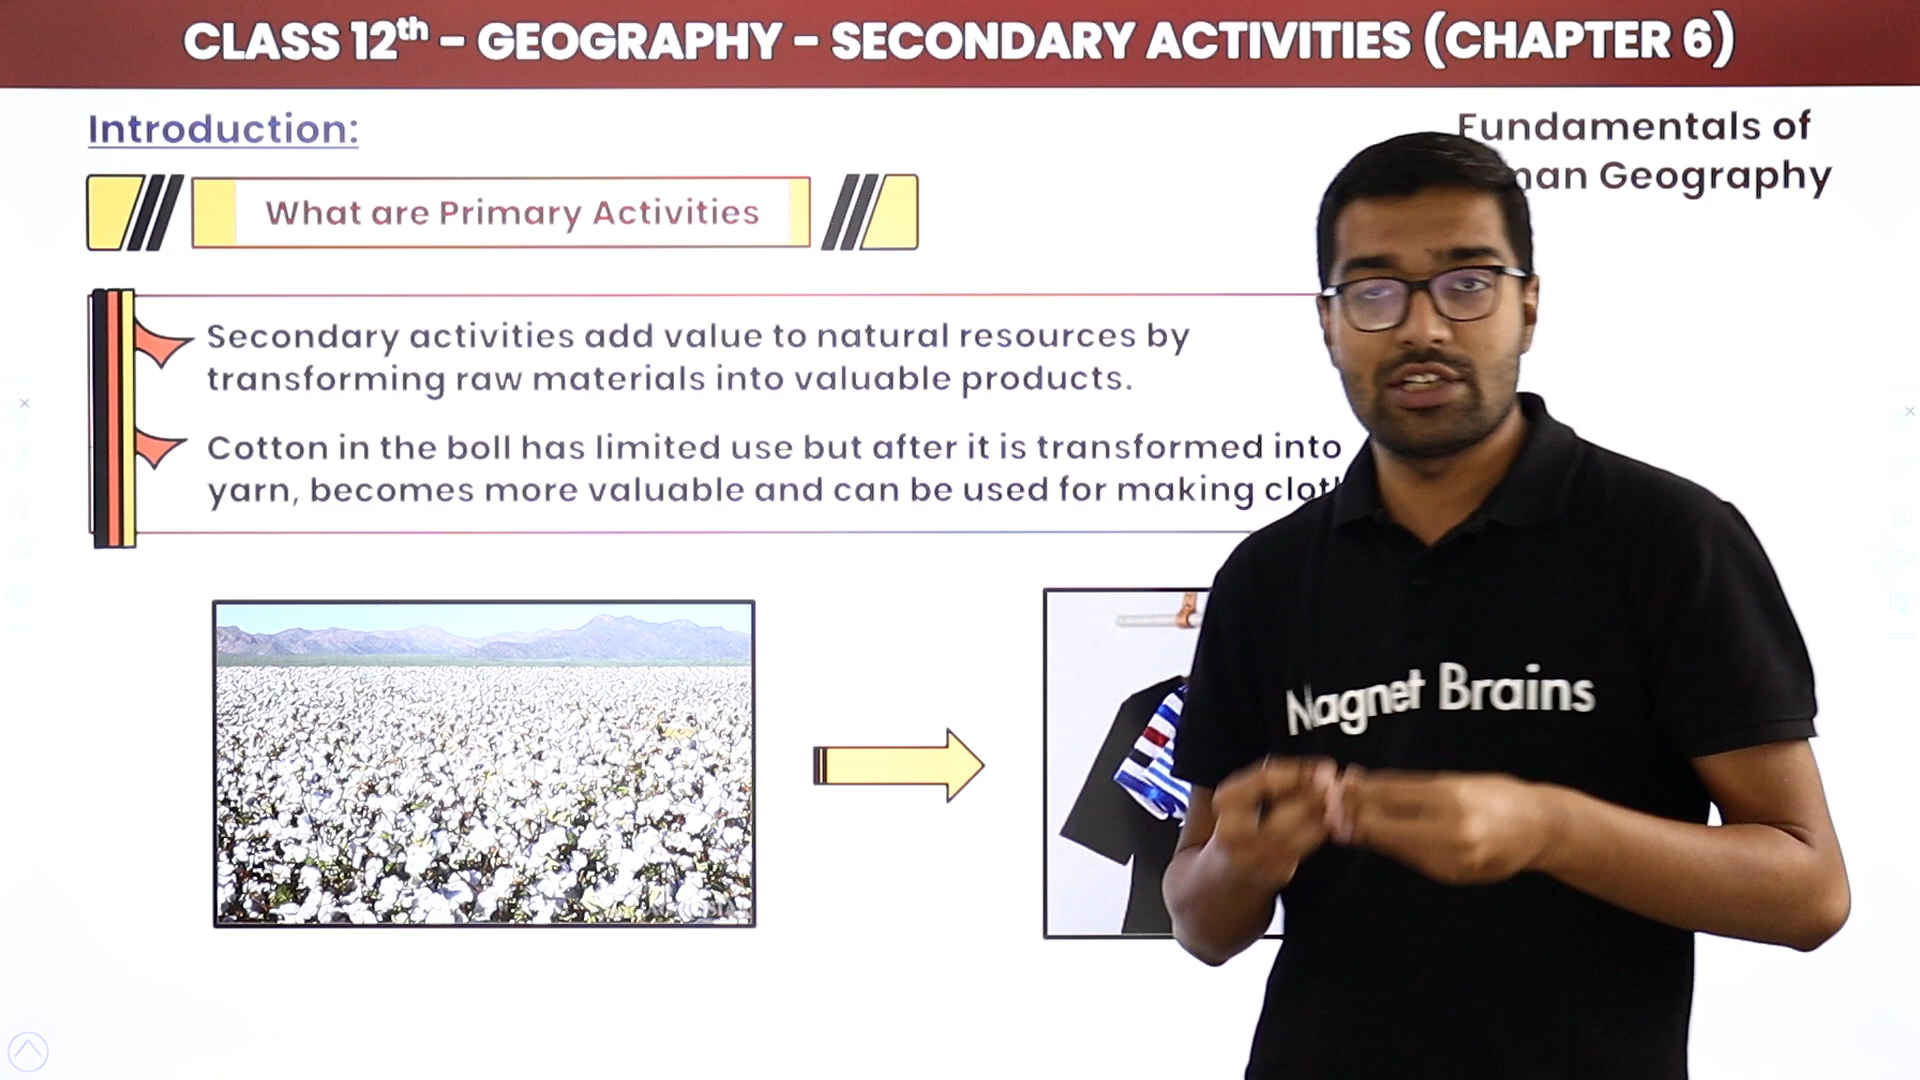 CLASS 12th - GEOGRAPHY - SECONDARY ACTIVITIES (CHAPTER 6)
Introduction:
Fundamentals of
Geography
What are Primary Activities
Secondary activities add value to natural resources by
transforming raw materials into valuable products.
Cotton in the boll has limited use but after it is transformed into
yarn, becomes more valuable and can be used for making
Magnet Brains